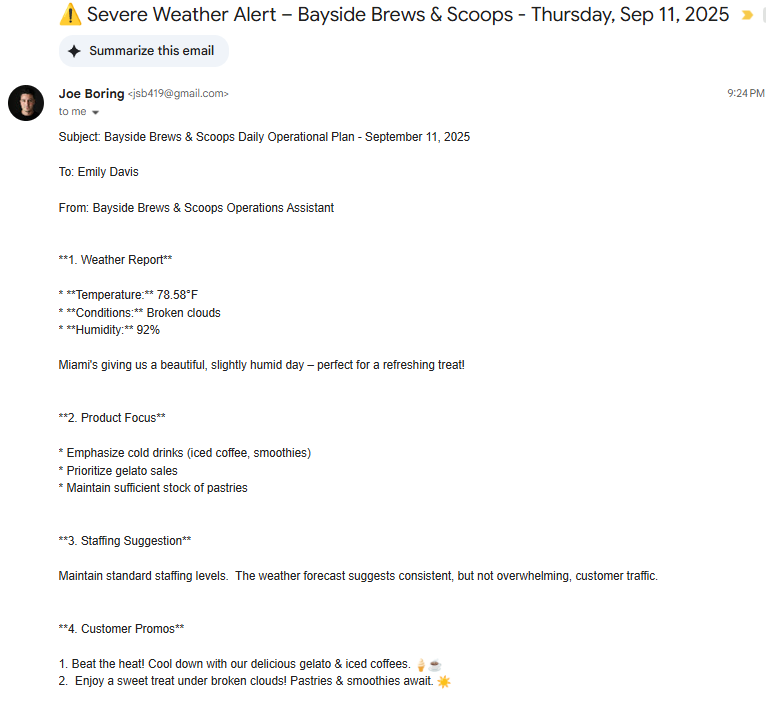 ⚠️ Severe Weather Alert – Bayside Brews & Scoops - Thursday, Sep 11, 2025
Summarize this email
Joe Boring <jsb419@gmail.com>
9:24 PM
to me
Subject: Bayside Brews & Scoops Daily Operational Plan - September 11, 2025
To: Emily Davis
From: Bayside Brews & Scoops Operations Assistant
**1. Weather Report**
* **Temperature:** 78.58°F
* **Conditions:** Broken clouds
* **Humidity:** 92%
Miami's giving us a beautiful, slightly humid day – perfect for a refreshing treat!
**2. Product Focus**
* Emphasize cold drinks (iced coffee, smoothies)
* Prioritize gelato sales
* Maintain sufficient stock of pastries
**3. Staffing Suggestion**
Maintain standard staffing levels.  The weather forecast suggests consistent, but not overwhelming, customer traffic.
**4. Customer Promos**
1. Beat the heat! Cool down with our delicious gelato & iced coffees. 🍦☕
2.  Enjoy a sweet treat under broken clouds! Pastries & smoothies await. ☀️